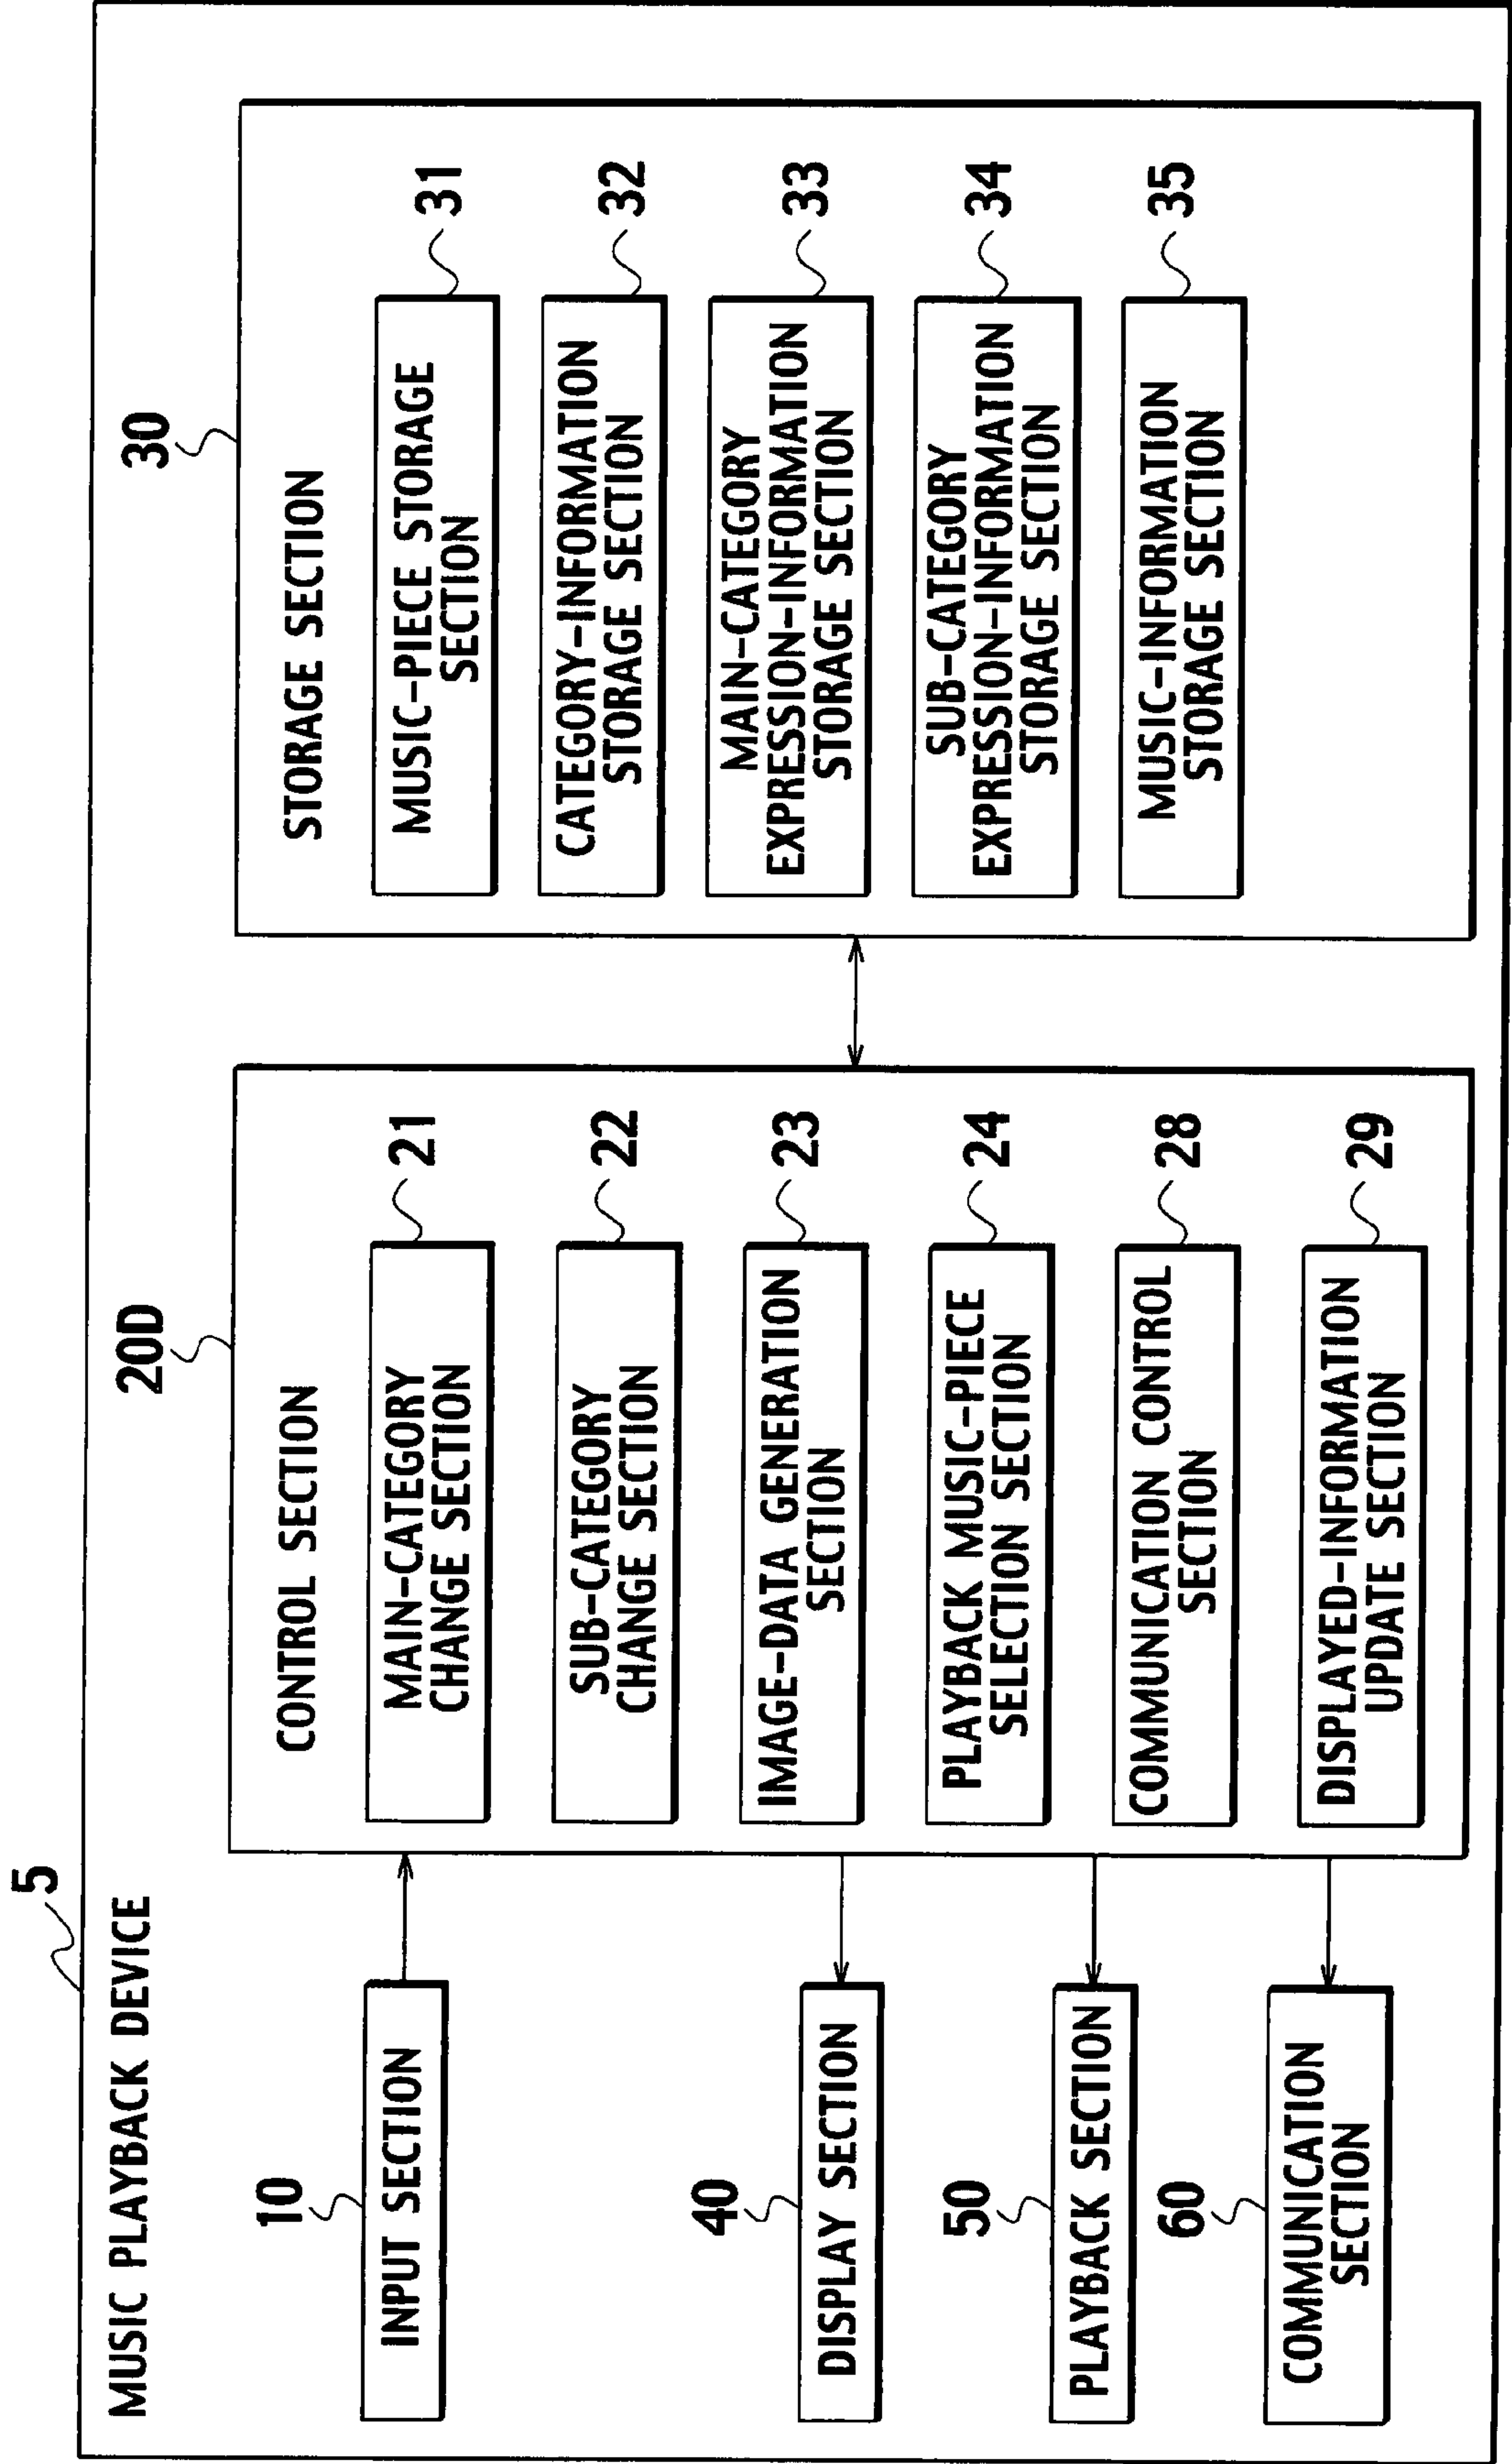 5
MUSIC PLAYBACK DEVICE
10
INPUT SECTION
40
DISPLAY SECTION
50
PLAYBACK SECTION
60
COMMUNICATION
SECTION
20D
CONTROL SECTION
MAIN-CATEGORY
CHANGE SECTION
21
SUB-CATEGORY
CHANGE SECTION
22
IMAGE-DATA GENERATION
SECTION
23
PLAYBACK MUSIC-PIECE
SELECTION SECTION
24
COMMUNICATION CONTROL
SECTION
28
DISPLAYED-INFORMATION
UPDATE SECTION
29
30
STORAGE SECTION
MUSIC-PIECE STORAGE
SECTION
31
CATEGORY-INFORMATION
STORAGE SECTION
32
MAIN-CATEGORY
EXPRESSION-INFORMATION
STORAGE SECTION
33
SUB-CATEGORY
EXPRESSION-INFORMATION
STORAGE SECTION
34
MUSIC-INFORMATION
STORAGE SECTION
35